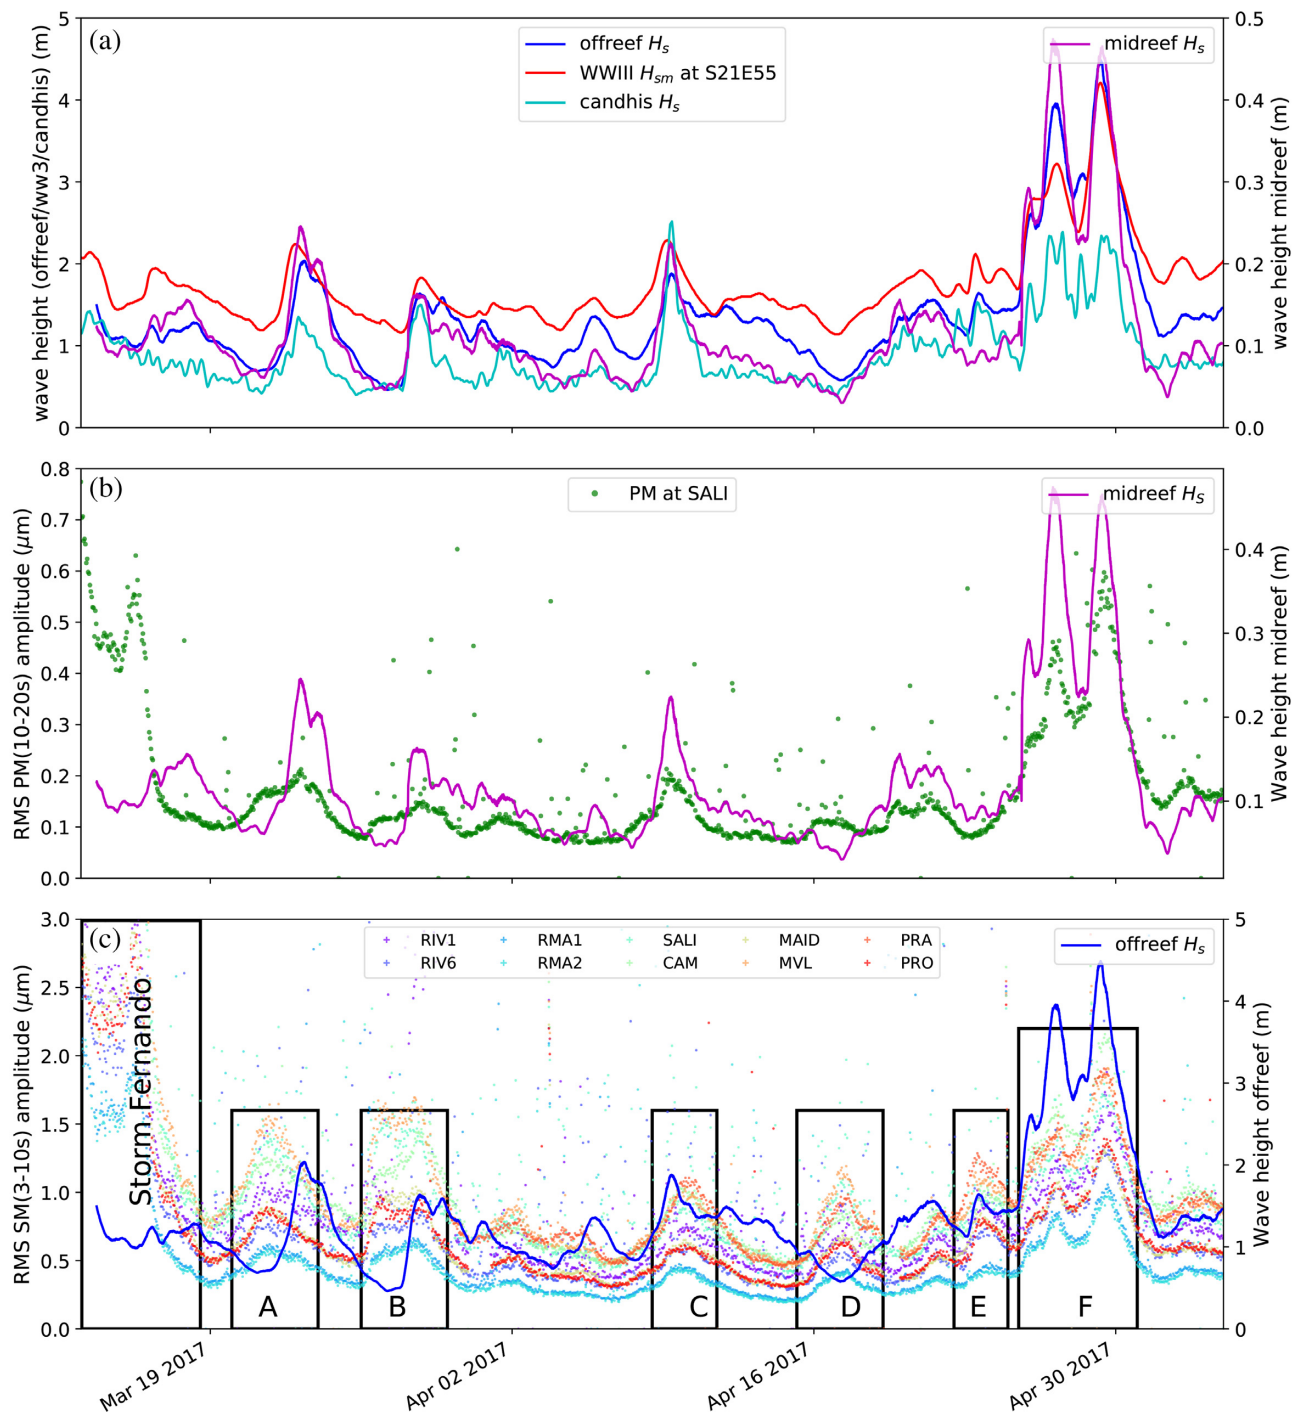 (a)
offreef Hs
WWIII Hsm at S21E55
candhis Hs
midreef Hs
wave height (offreef/ww3/candhis) (m)
5
4
3
2
1
0
wave height midreef (m)
0.5
0.4
0.3
0.2
0.1
0.0
(b)
PM at SALI
midreef HS
RMS PM(10-20s) amplitude (μm)
0.8
0.7
0.6
0.5
0.4
0.3
0.2
0.1
0.0
Wave height midreef (m)
0.4
0.3
0.2
0.1
(c)
RIV1 RMA1 SALI MAID PRA
RIV6 RMA2 CAM MVL PRO
offreef Hs
RMS SM(3-10s) amplitude (μm)
3.0
2.5
2.0
1.5
1.0
0.5
0.0
Wave height offreef (m)
5
4
3
2
1
0
Storm Fernando
A B C D E F
Mar 19 2017 Apr 02 2017 Apr 16 2017 Apr 30 2017